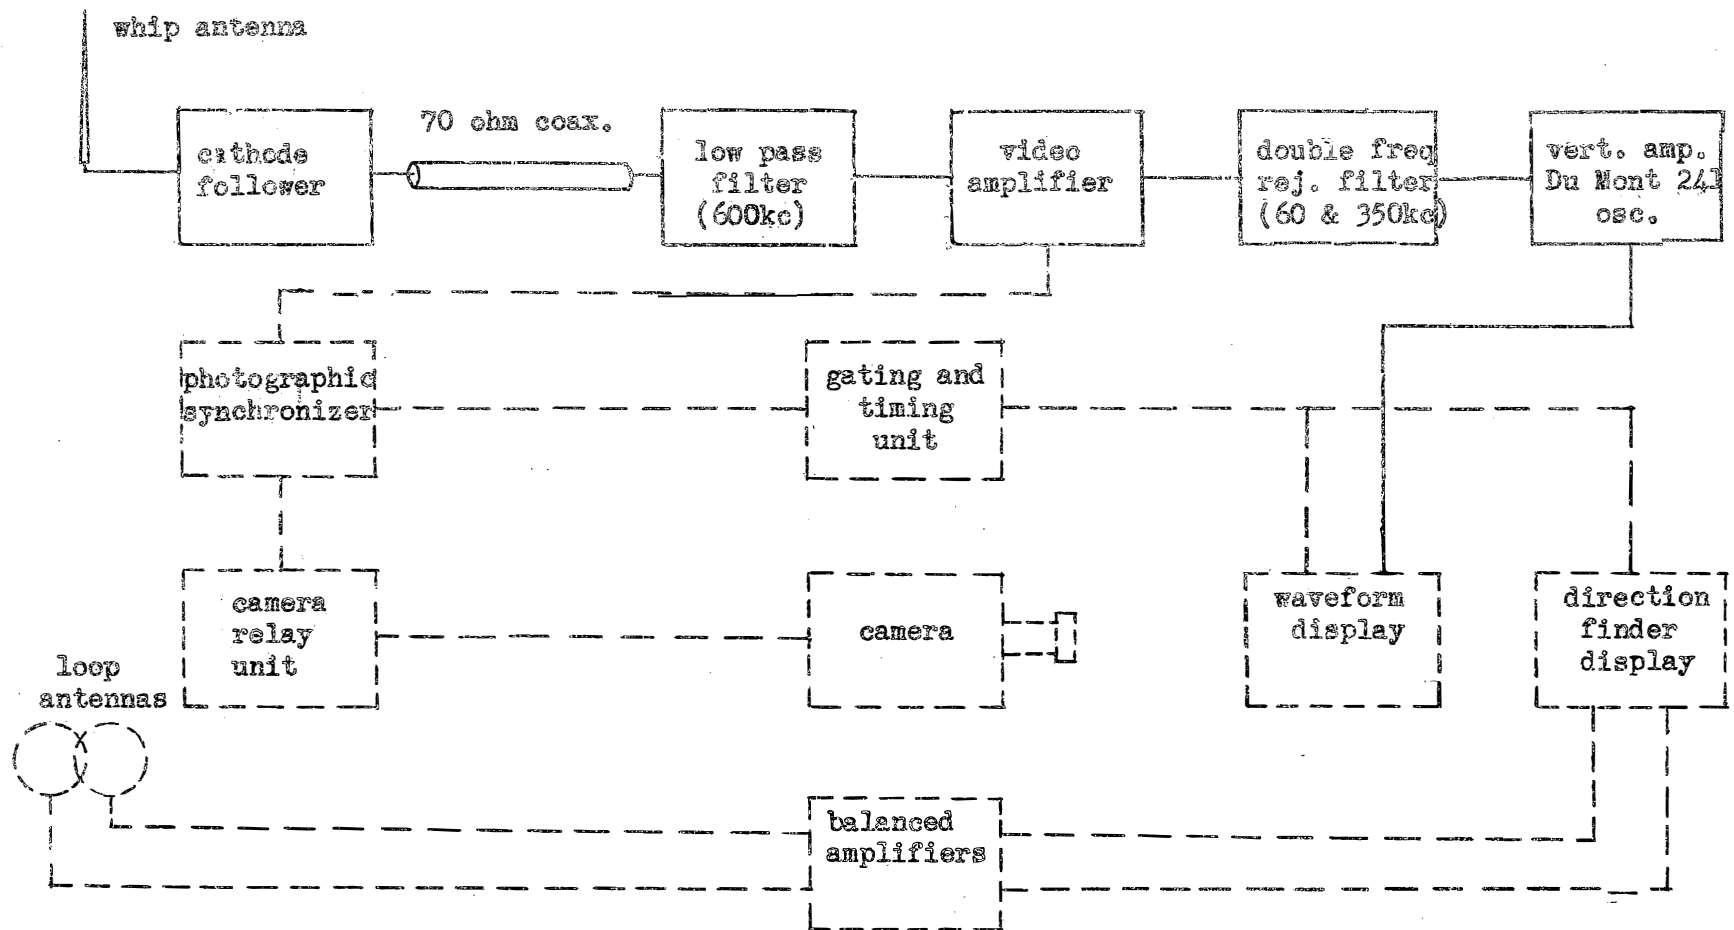 whip antenna
70 ohm coax.
cathode
follower
low pass
filter
(600kc)
video
amplifier
double freq
rej. filter
(60 & 350kc)
vert. amp.
Du Mont 241
osc.
photographic
synchronizer
gating and
timing
unit
camera
relay
unit
camera
waveform
display
direction
finder
display
loop
antennas
balanced
amplifiers